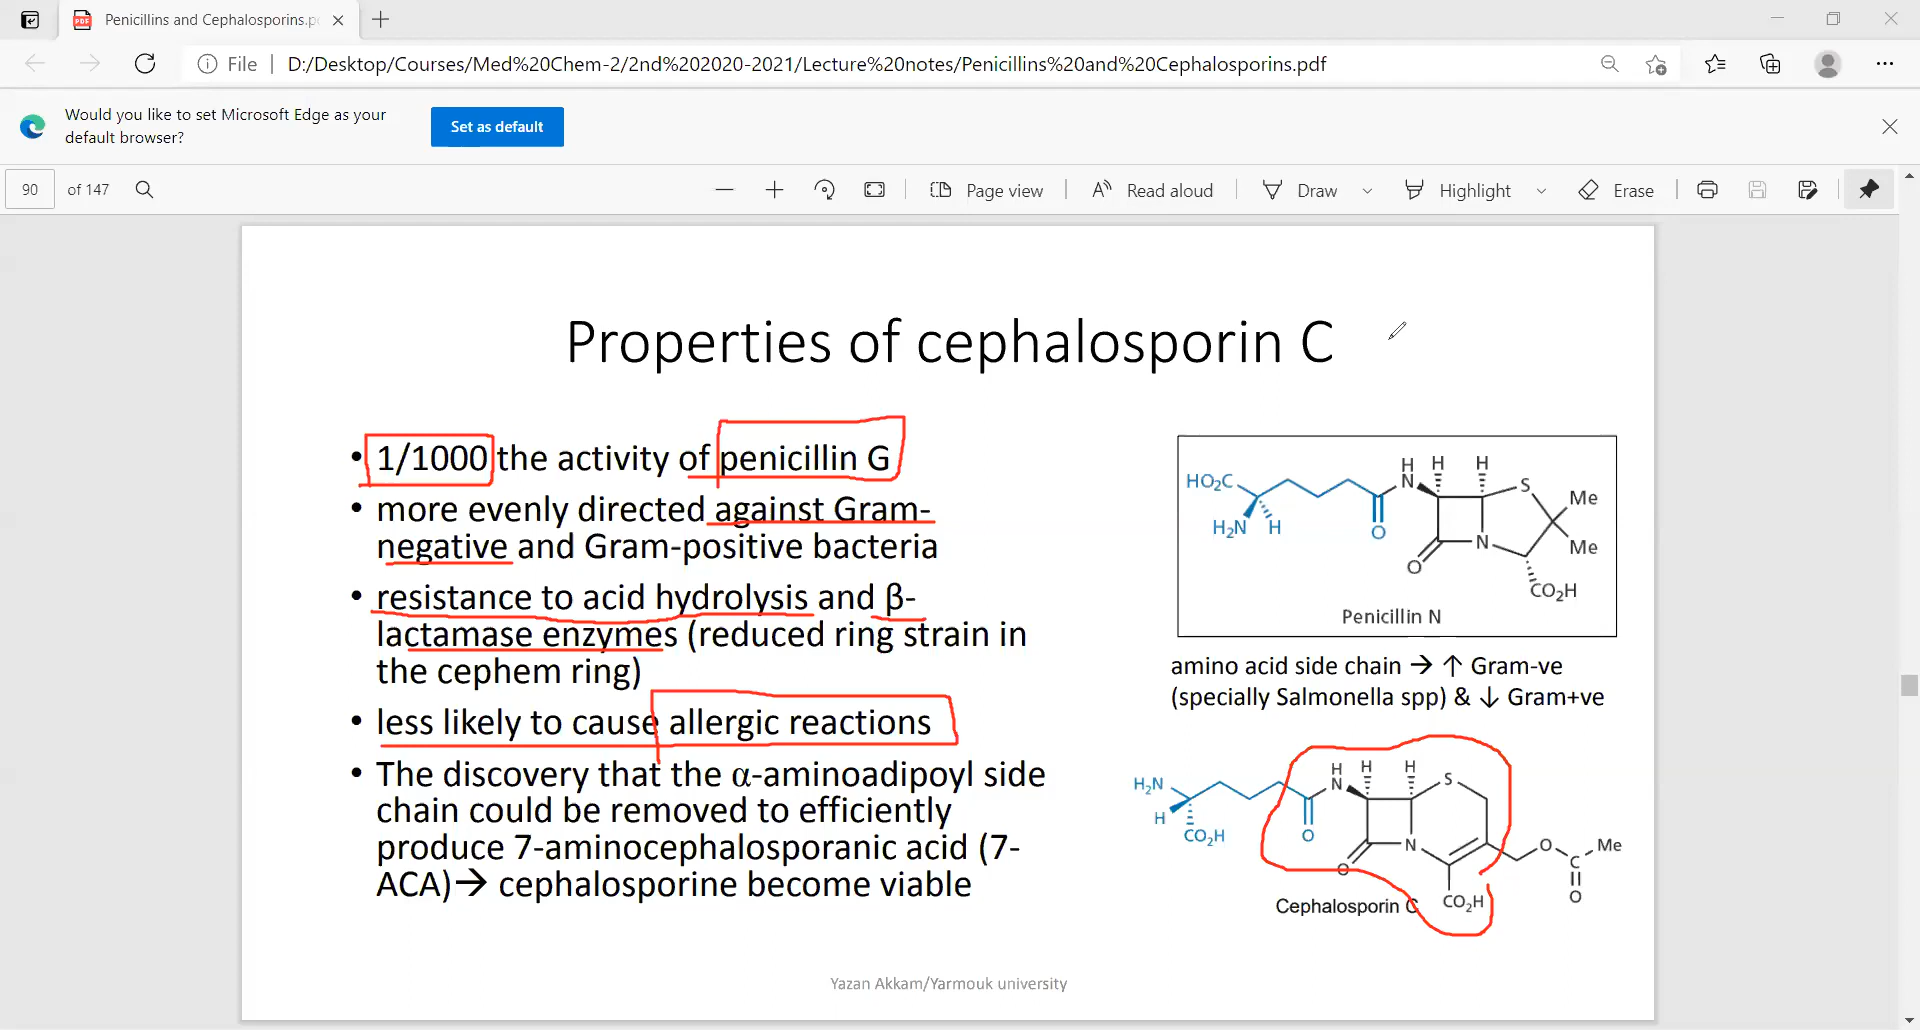 Penicillins and Cephalosporins.p
File
D:/Desktop/Courses/Med%20Chem-2/2nd%202020-2021/Lecture%20notes/Penicillins%20and%20Cephalosporins.pdf
Would you like to set Microsoft Edge as your
default browser?
Set as default
90 of 147
Page view
Read aloud
Draw
Highlight
Erase
Properties of cephalosporin C
• 1/1000 the activity of penicillin G
• more evenly directed against Gram-
negative and Gram-positive bacteria
• resistance to acid hydrolysis and β-
lactamase enzymes (reduced ring strain in
the cephem ring)
• less likely to cause allergic reactions
• The discovery that the α-aminoadipoyl side
chain could be removed to efficiently
produce 7-aminocephalosporanic acid (7-
ACA)→ cephalosporine become viable
HO₂C
H₂N
H
O
H
N
H
H
S
Me
Me
N
O
CO₂H
Penicillin N
amino acid side chain → ↑ Gram-ve
(specially Salmonella spp) & ↓ Gram+ve
H₂N
H
CO₂H
O
H
N
H
H
S
N
O
CO₂H
O
C
Me
O
Cephalosporin C
Yazan Akkam/Yarmouk university